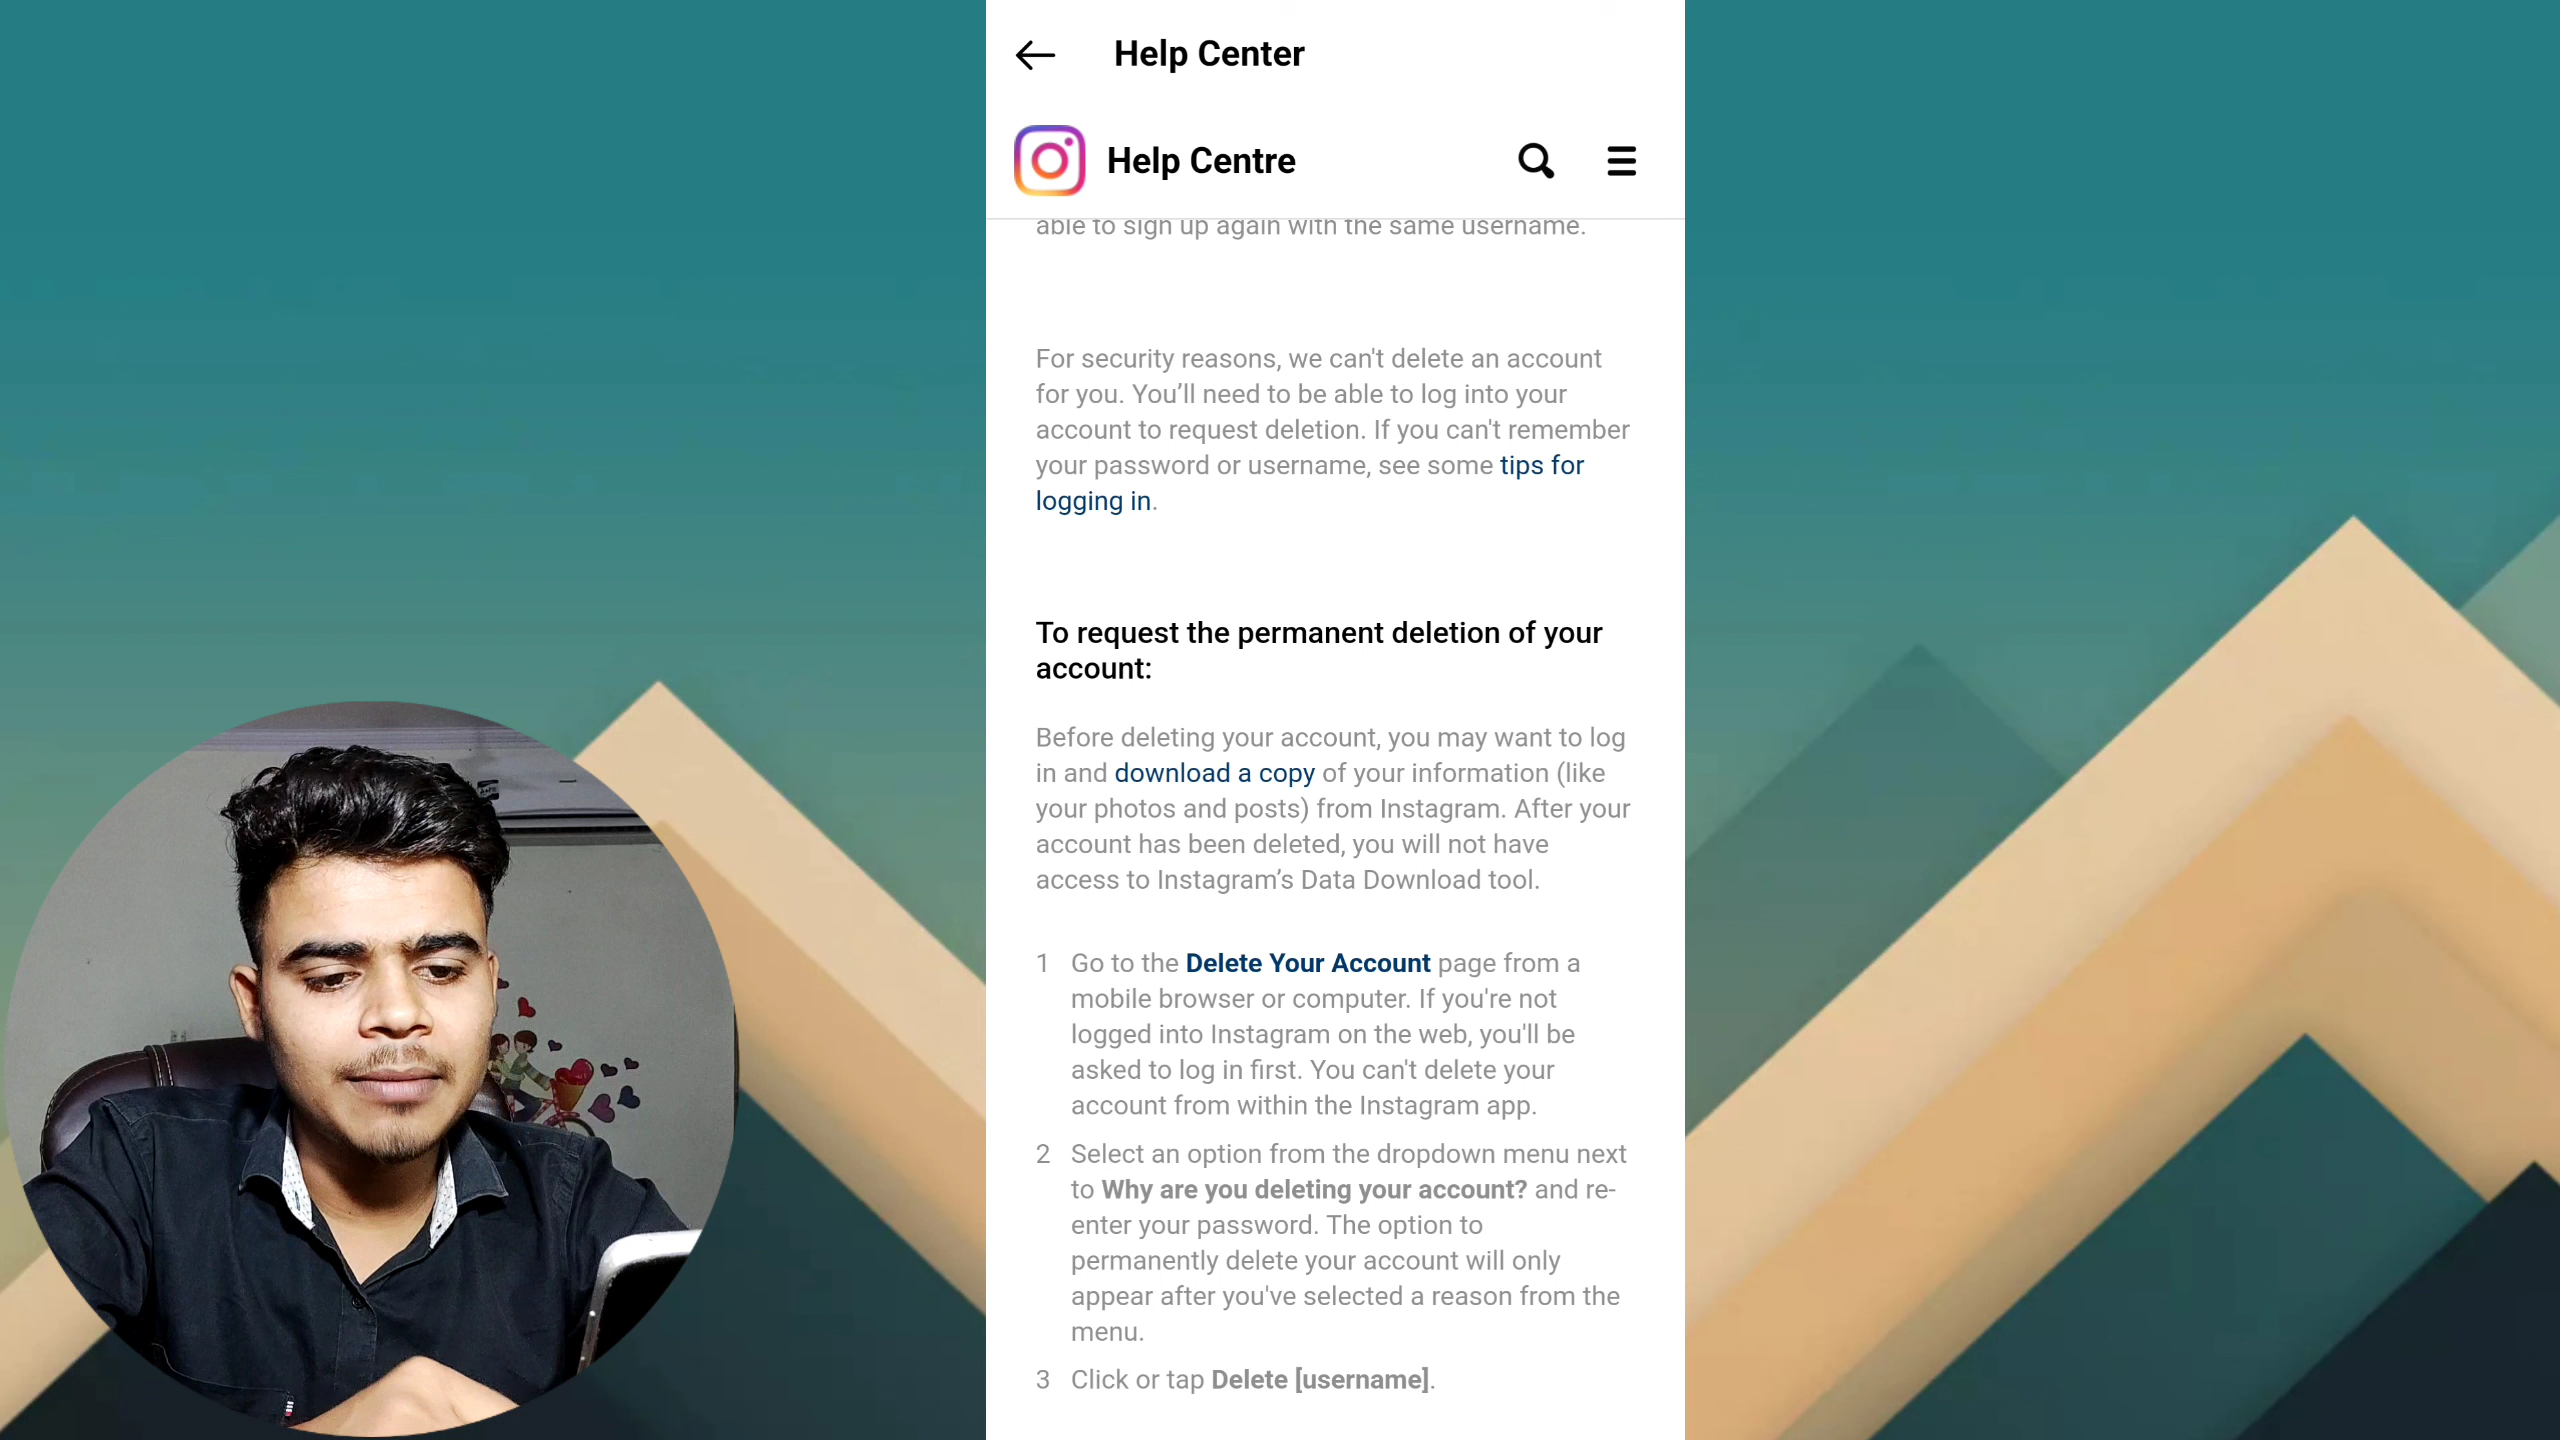 Help Center
Help Centre
able to sign up again with the same username.
For security reasons, we can't delete an account
for you. You’ll need to be able to log into your
account to request deletion. If you can't remember
your password or username, see some tips for
logging in.
To request the permanent deletion of your
account:
Before deleting your account, you may want to log
in and download a copy of your information (like
your photos and posts) from Instagram. After your
account has been deleted, you will not have
access to Instagram’s Data Download tool.
1 Go to the Delete Your Account page from a
mobile browser or computer. If you're not
logged into Instagram on the web, you'll be
asked to log in first. You can't delete your
account from within the Instagram app.
2 Select an option from the dropdown menu next
to Why are you deleting your account? and re-
enter your password. The option to
permanently delete your account will only
appear after you've selected a reason from the
menu.
3 Click or tap Delete [username].